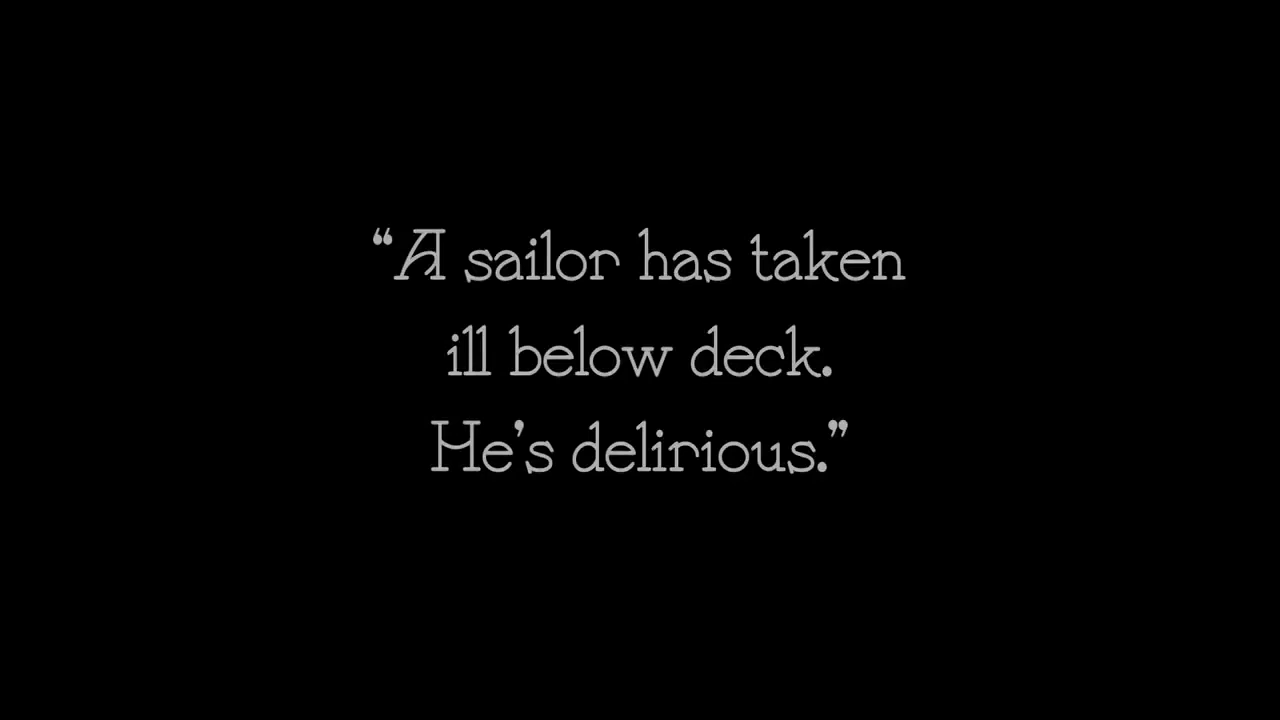 “A sailor has taken
ill below deck.
He’s delirious.”